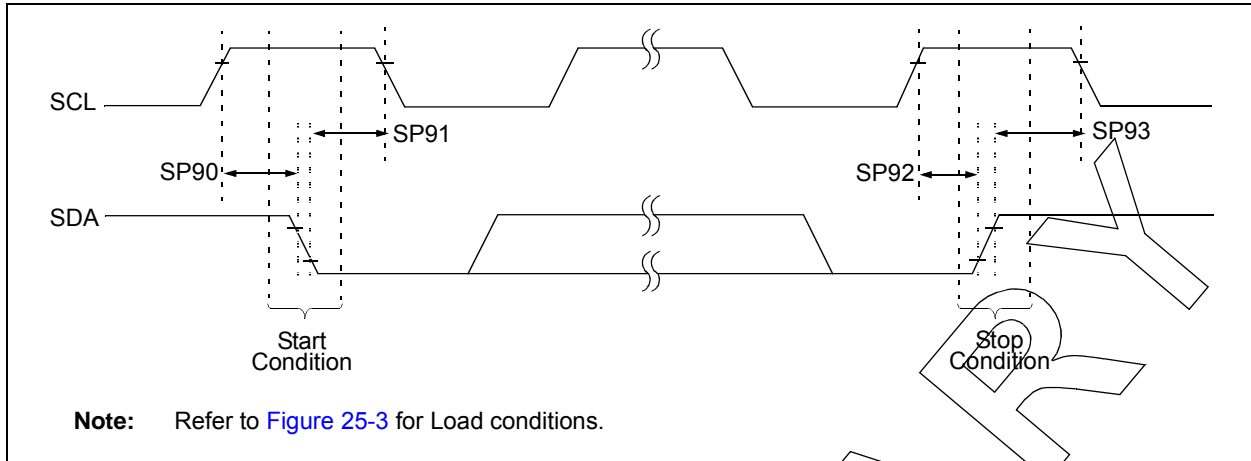 SCL
SP91
SP93
SP90
SP92
SDA
Start
Condition
Stop
Condition
Note: Refer to Figure 25-3 for Load conditions.
R Y